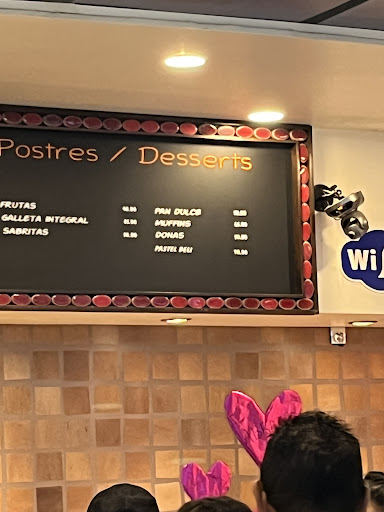 Postres / Desserts
FRUTAS
GALLETA INTEGRAL
SABRITAS
PAN DULCE
MUFFINS
DONAS
PASTEL DELI
Wi